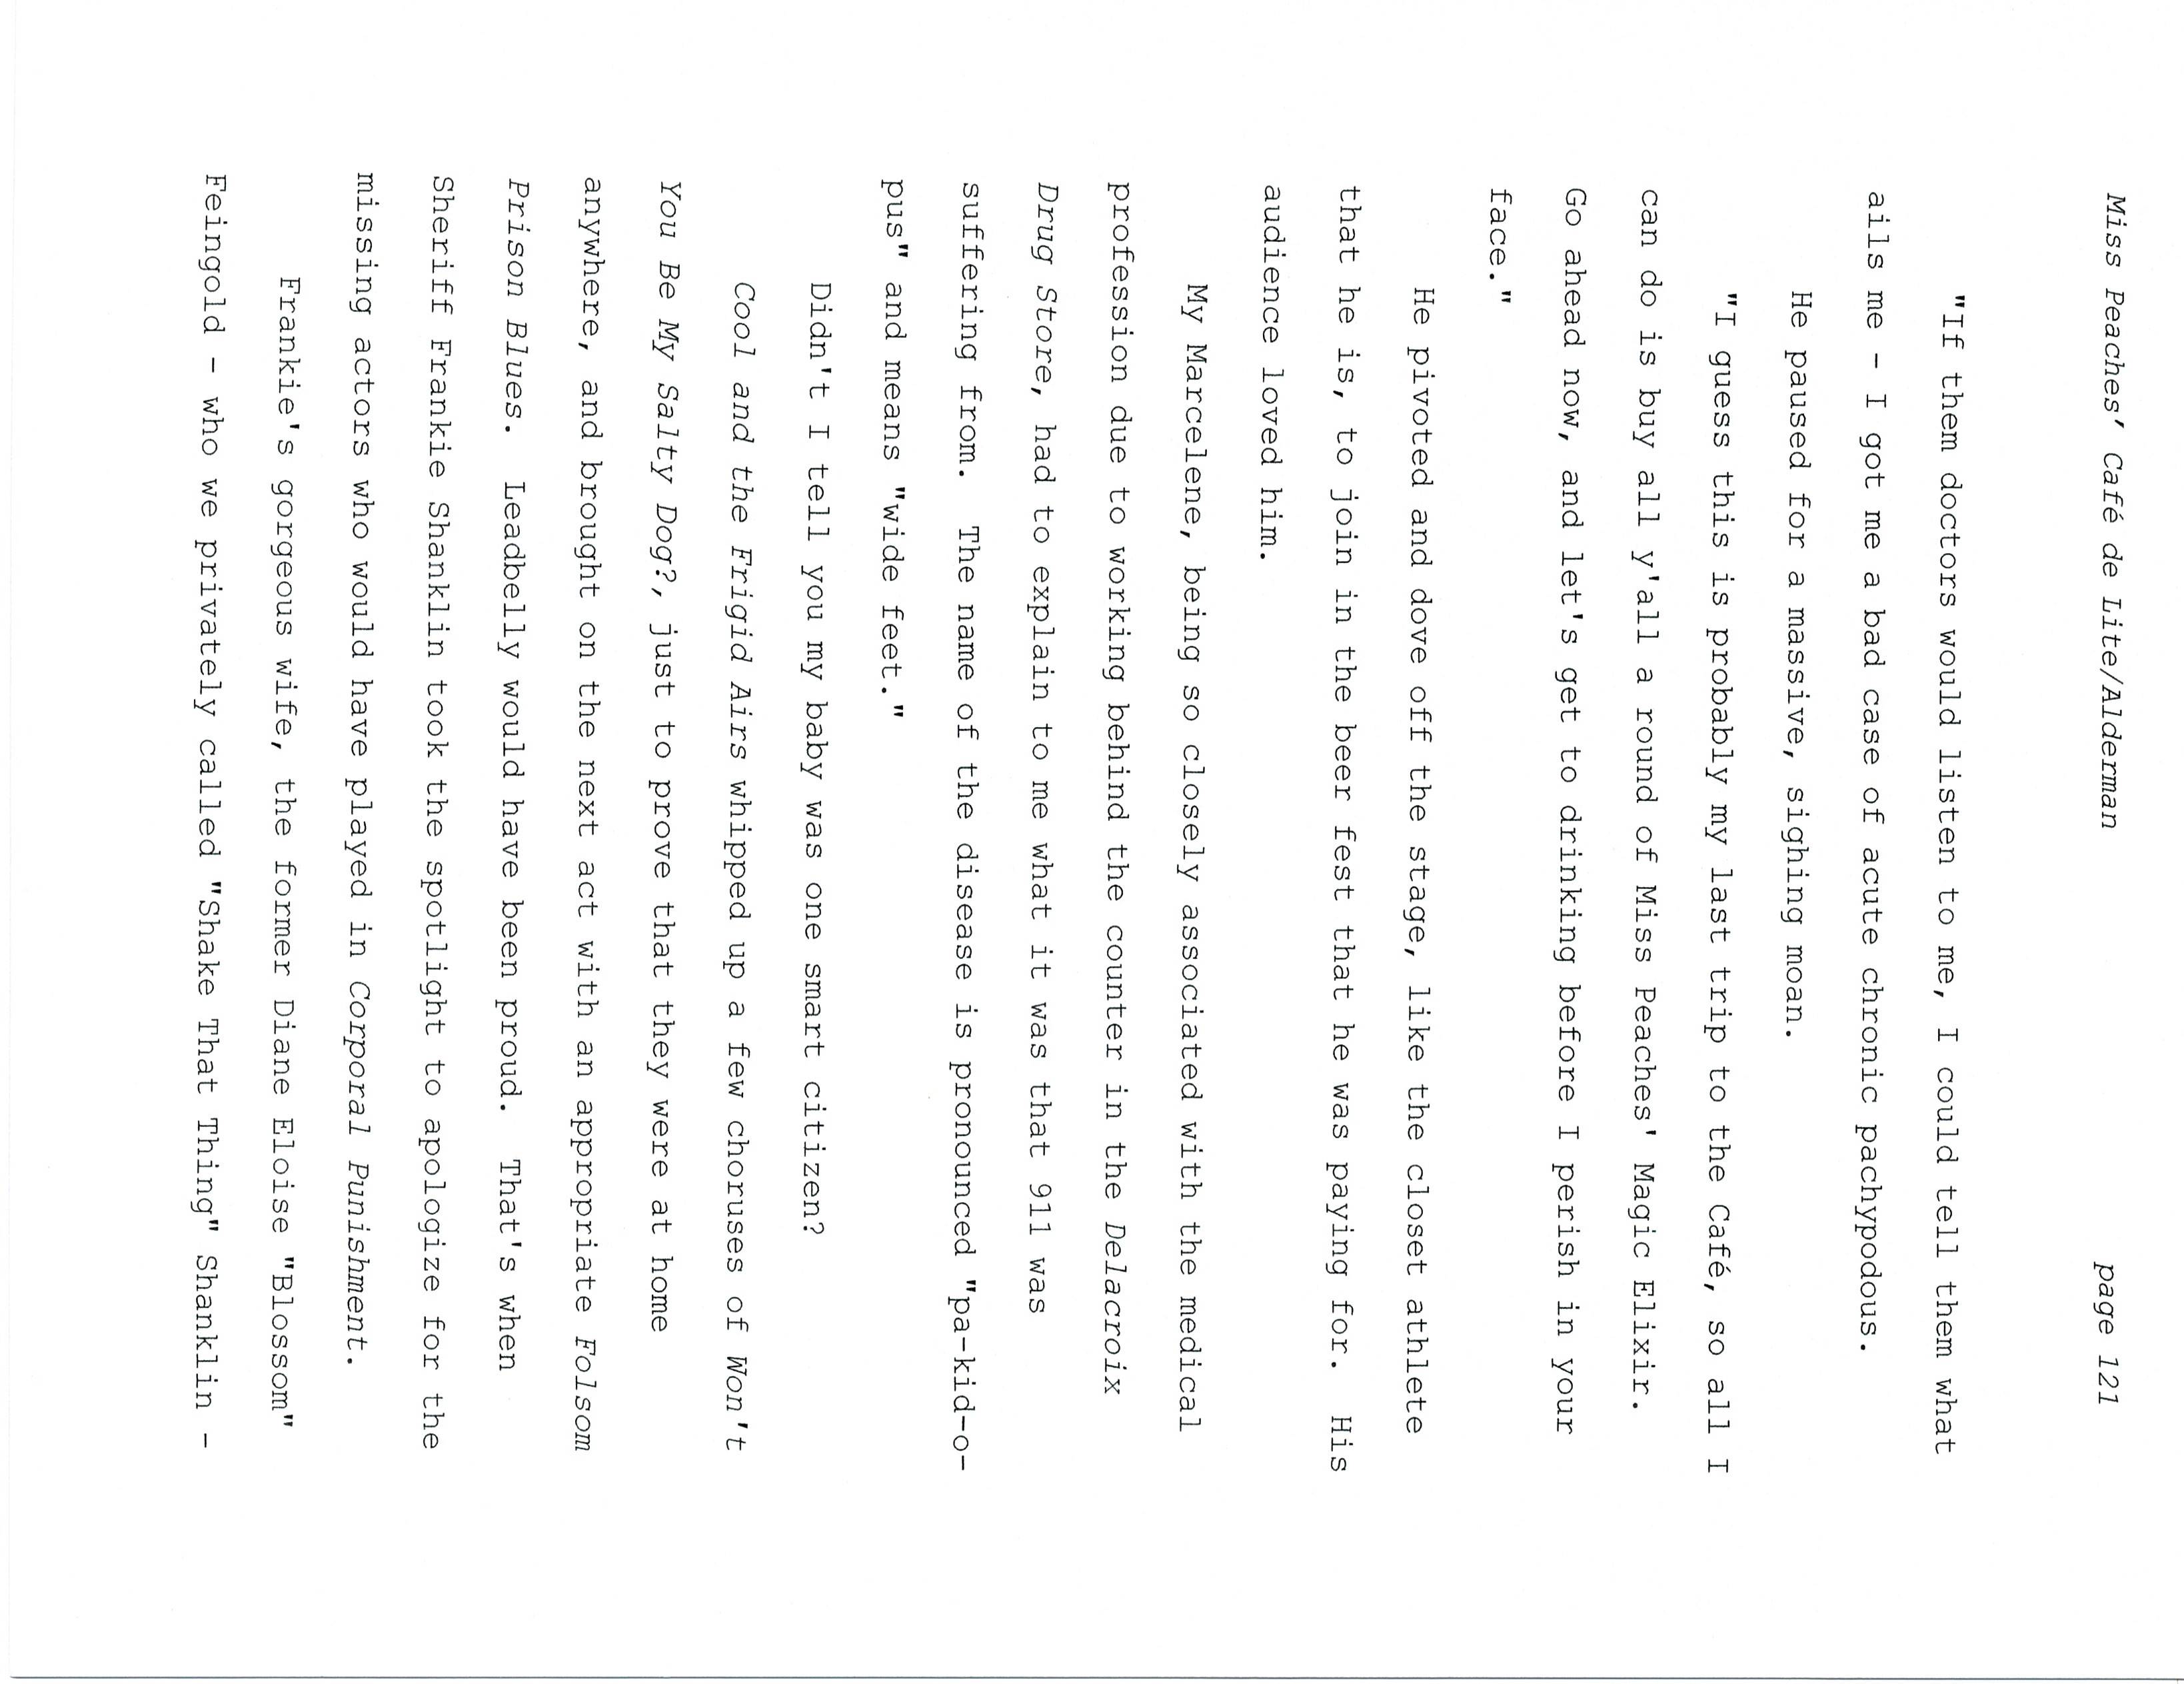 Miss Peaches' Café de Lite/Alderman page 121
"If them doctors would listen to me, I could tell them what
ails me - I got me a bad case of acute chronic pachypodous.
He paused for a massive, sighing moan.
"I guess this is probably my last trip to the Café, so all I
can do is buy all y'all a round of Miss Peaches' Magic Elixir.
Go ahead now, and let's get to drinking before I perish in your
face."
He pivoted and dove off the stage, like the closet athlete
that he is, to join in the beer fest that he was paying for.  His
audience loved him.
My Marcelene, being so closely associated with the medical
profession due to working behind the counter in the Delacroix
Drug Store, had to explain to me what it was that 911 was
suffering from.  The name of the disease is pronounced "pa-kid-o-
pus" and means "wide feet."
Didn't I tell you my baby was one smart citizen?
Cool and the Frigid Airs whipped up a few choruses of Won't
You Be My Salty Dog?, just to prove that they were at home
anywhere, and brought on the next act with an appropriate Folsom
Prison Blues.  Leadbelly would have been proud.  That's when
Sheriff Frankie Shanklin took the spotlight to apologize for the
missing actors who would have played in Corporal Punishment.
Frankie's gorgeous wife, the former Diane Eloise "Blossom"
Feingold - who we privately called "Shake That Thing" Shanklin -